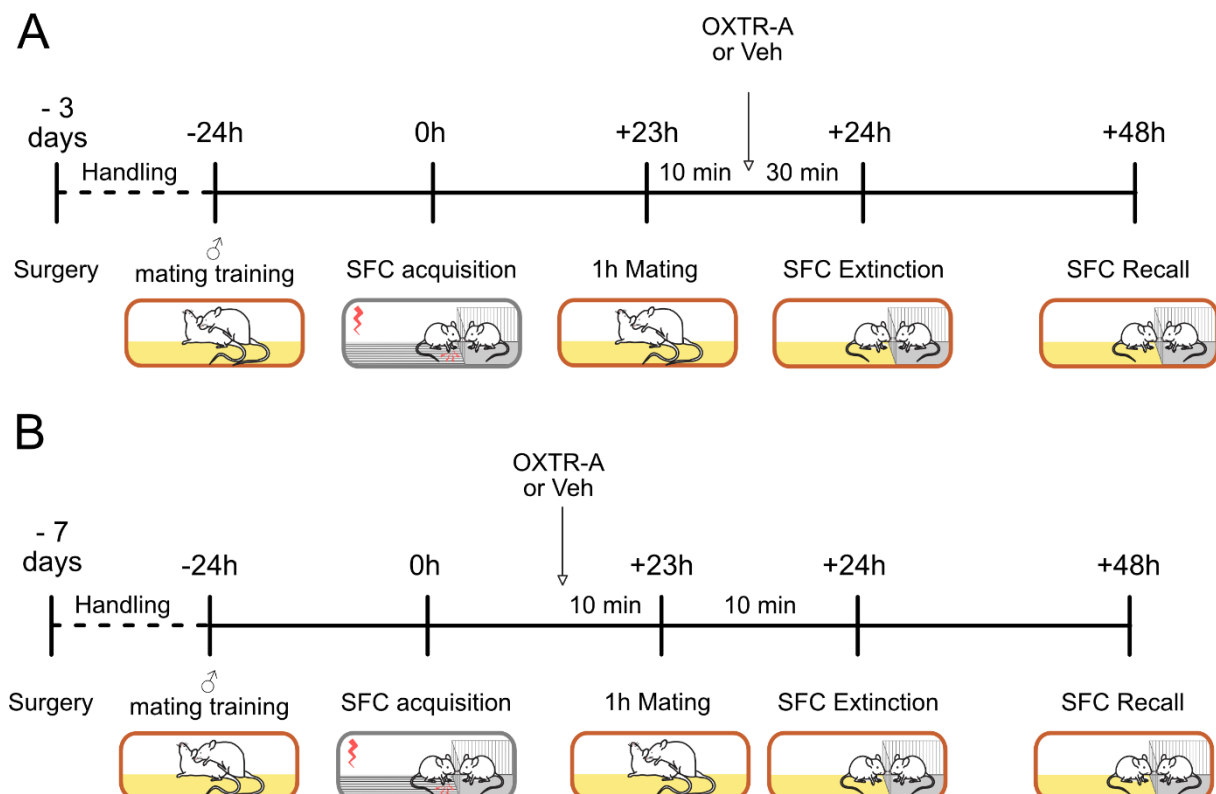 A
OXTR-A
or Veh
- 3
days
-24h
0h
+23h
+24h
+48h
Handling
10 min
30 min
♂
Surgery
mating training
SFC acquisition
1h Mating
SFC Extinction
SFC Recall
B
OXTR-A
or Veh
- 7
days
-24h
0h
+23h
+24h
+48h
Handling
10 min
10 min
♂
Surgery
mating training
SFC acquisition
1h Mating
SFC Extinction
SFC Recall